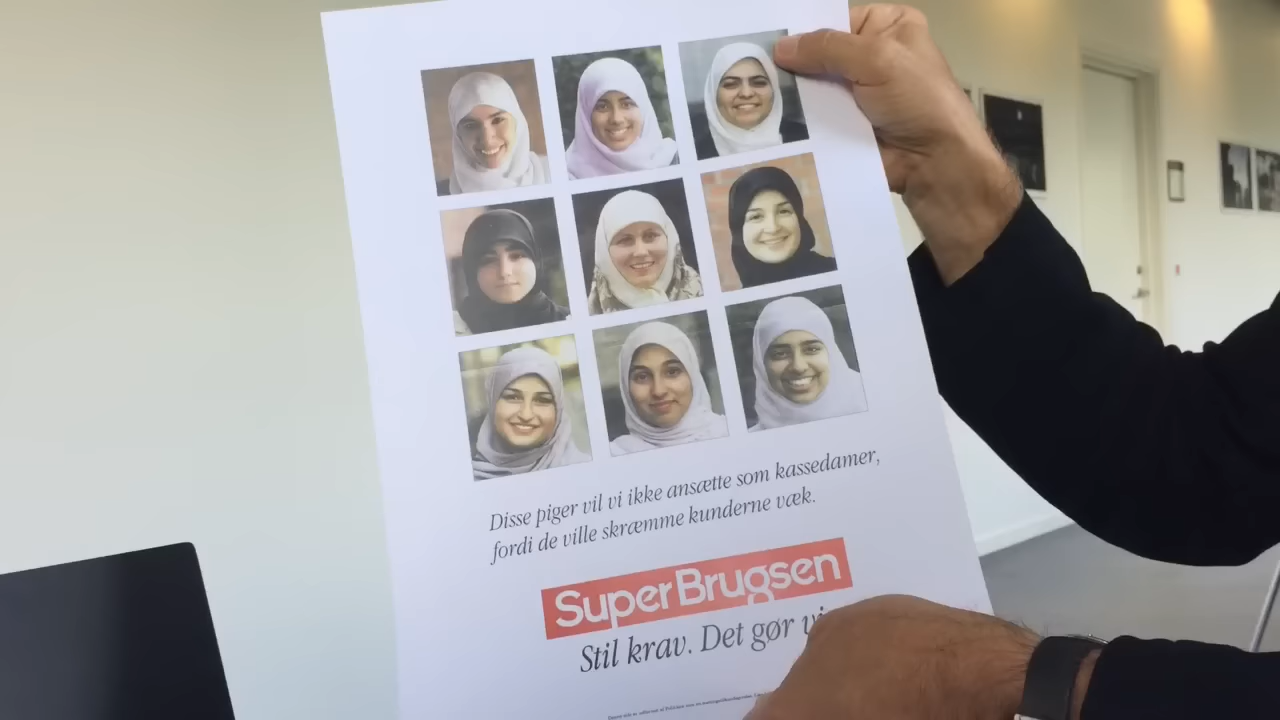 Disse piger vil vi ikke ansætte som kassedamer,
fordi de ville skræmme kunderne væk.
SuperBrugsen
Stil krav. Det gør vi